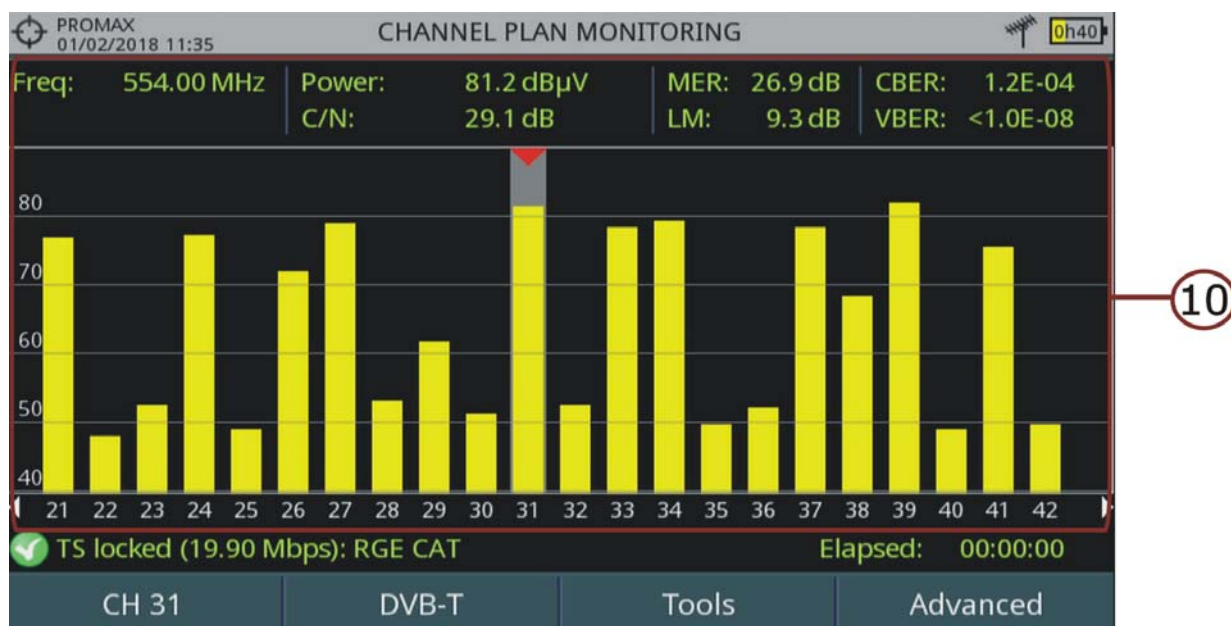 PROMAX
01/02/2018 11:35
CHANNEL PLAN MONITORING
0h40
Freq: 554.00 MHz
Power: 81.2 dBµV
MER: 26.9 dB
CBER: 1.2E-04
C/N: 29.1 dB
LM: 9.3 dB
VBER: <1.0E-08
80
70
60
50
40
21 22 23 24 25 26 27 28 29 30 31 32 33 34 35 36 37 38 39 40 41 42
10
TS locked (19.90 Mbps): RGE CAT
Elapsed: 00:00:00
CH 31
DVB-T
Tools
Advanced